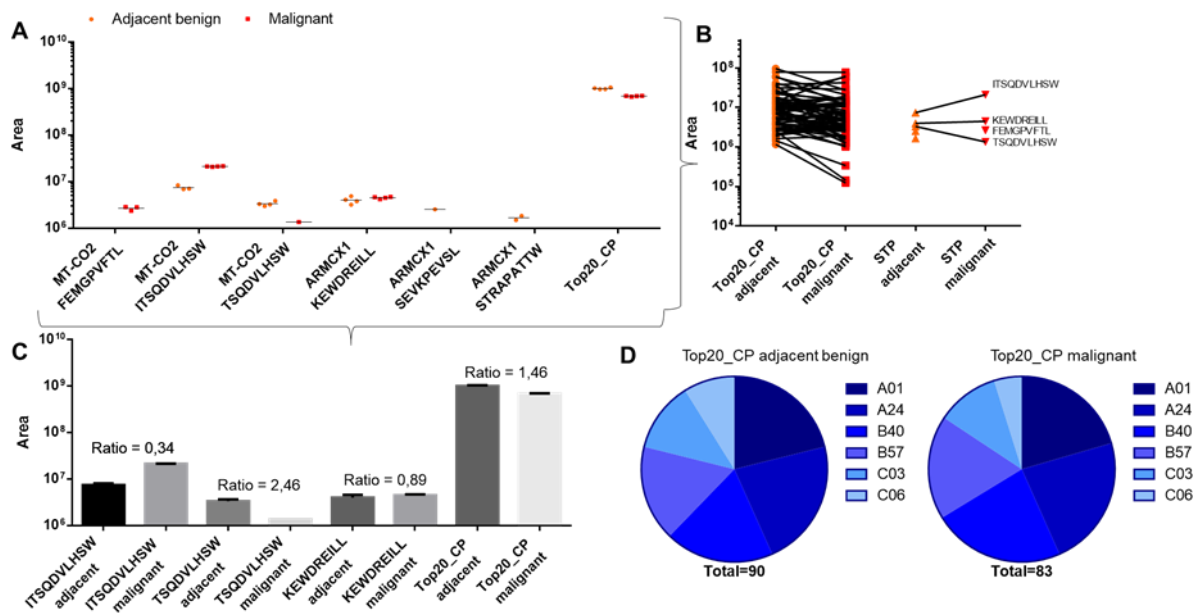 A
Adjacent benign
Malignant
10^10
10^9
10^8
10^7
10^6
Area
MT-CO2
FEMGPVFTL
MT-CO2
ITSQDVLHSW
MT-CO2
TSQDVLHSW
ARMCX1
KEWDREILL
ARMCX1
SEVKPEVSL
ARMCX1
STRAPATTW
Top20_CP
B
10^8
10^7
10^6
10^5
10^4
Area
ITSQDVLHSW
KEWDREILL
FEMGPVFTL
TSQDVLHSW
Top20_CP
adjacent
Top20_CP
malignant
STP
adjacent
STP
malignant
C
10^10
10^9
10^8
10^7
10^6
Area
Ratio = 0,34
Ratio = 2,46
Ratio = 0,89
Ratio = 1,46
ITSQDVLHSW
adjacent
ITSQDVLHSW
malignant
TSQDVLHSW
adjacent
TSQDVLHSW
malignant
KEWDREILL
adjacent
KEWDREILL
malignant
Top20_CP
adjacent
Top20_CP
malignant
D
Top20_CP adjacent benign
A01
A24
B40
B57
C03
C06
Total=90
Top20_CP malignant
A01
A24
B40
B57
C03
C06
Total=83